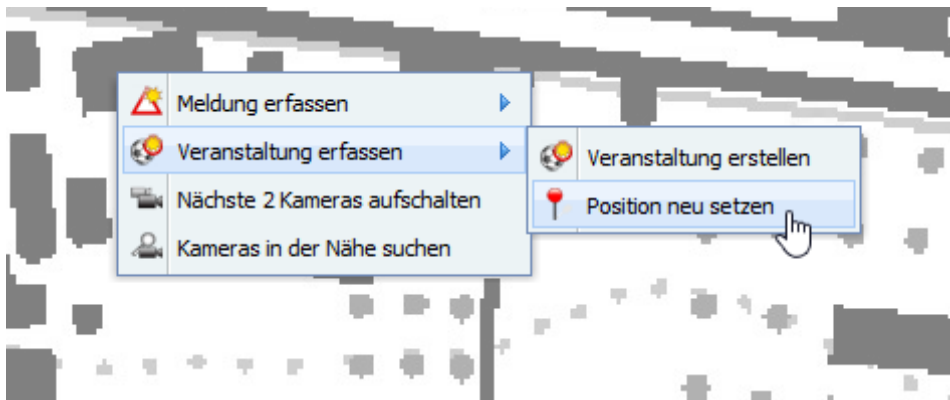 Meldung erfassen
Veranstaltung erfassen
Nächste 2 Kameras aufschalten
Kameras in der Nähe suchen
Veranstaltung erstellen
Position neu setzen